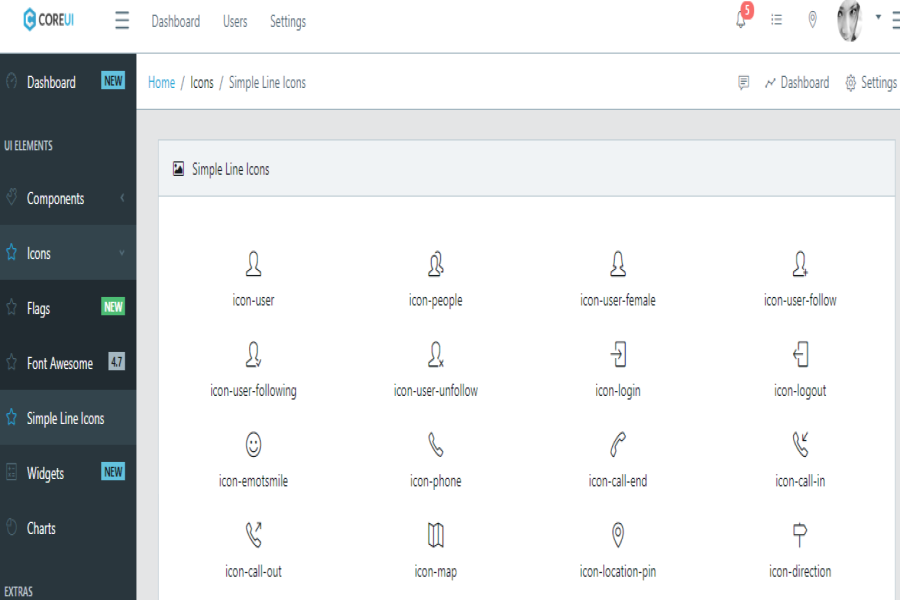 COREUI
Dashboard Users Settings
5
Dashboard NEW
Home / Icons / Simple Line Icons
Dashboard Settings
UI ELEMENTS
Components
Icons
Flags NEW
Font Awesome 4.7
Simple Line Icons
Widgets NEW
Charts
EXTRAS
Simple Line Icons
icon-user icon-people icon-user-female icon-user-follow
icon-user-following icon-user-unfollow icon-login icon-logout
icon-emotsmile icon-phone icon-call-end icon-call-in
icon-call-out icon-map icon-location-pin icon-direction